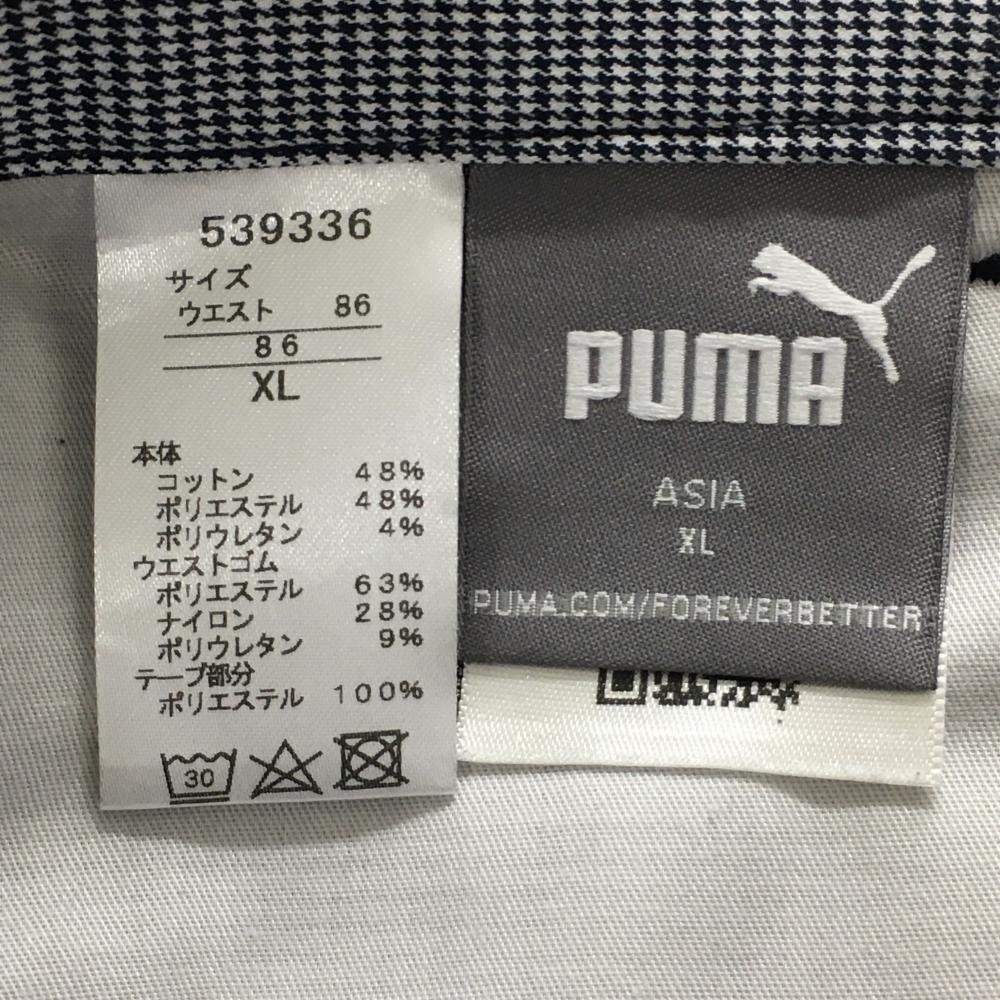 539336
サイズ
ウエスト 86
86
XL
本体
コットン 48%
ポリエステル 48%
ポリウレタン 4%
ウエストゴム
ポリエステル 63%
ナイロン 28%
ポリウレタン 9%
テープ部分
ポリエステル 100%
30
PUMA
ASIA
XL
PUMA.COM/FOREVERBETTER